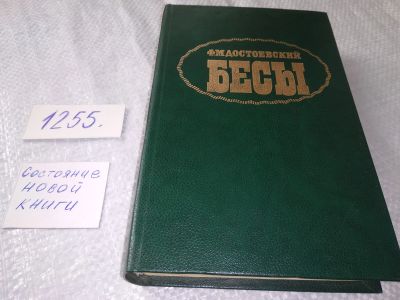 Ф·М·ДОСТОЕВСКИЙ
БЕСЫ
1255.
Состояние
новой
книги